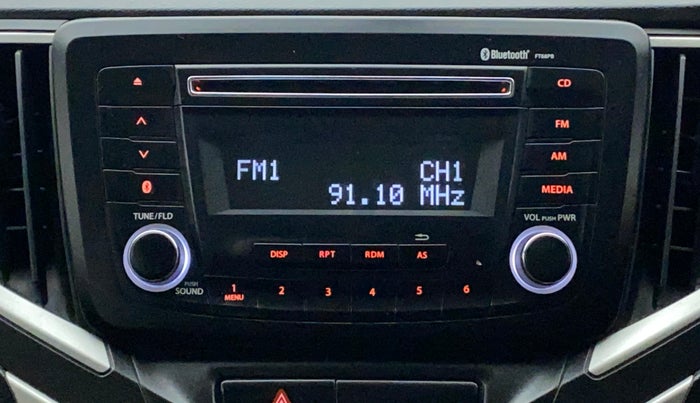 Bluetooth® FT68PB
CD
FM
AM
MEDIA
FM1 CH1
91.10 MHz
TUNE/FLD
VOL PUSH PWR
DISP RPT RDM AS
PUSH
SOUND
1 2 3 4 5 6
MENU